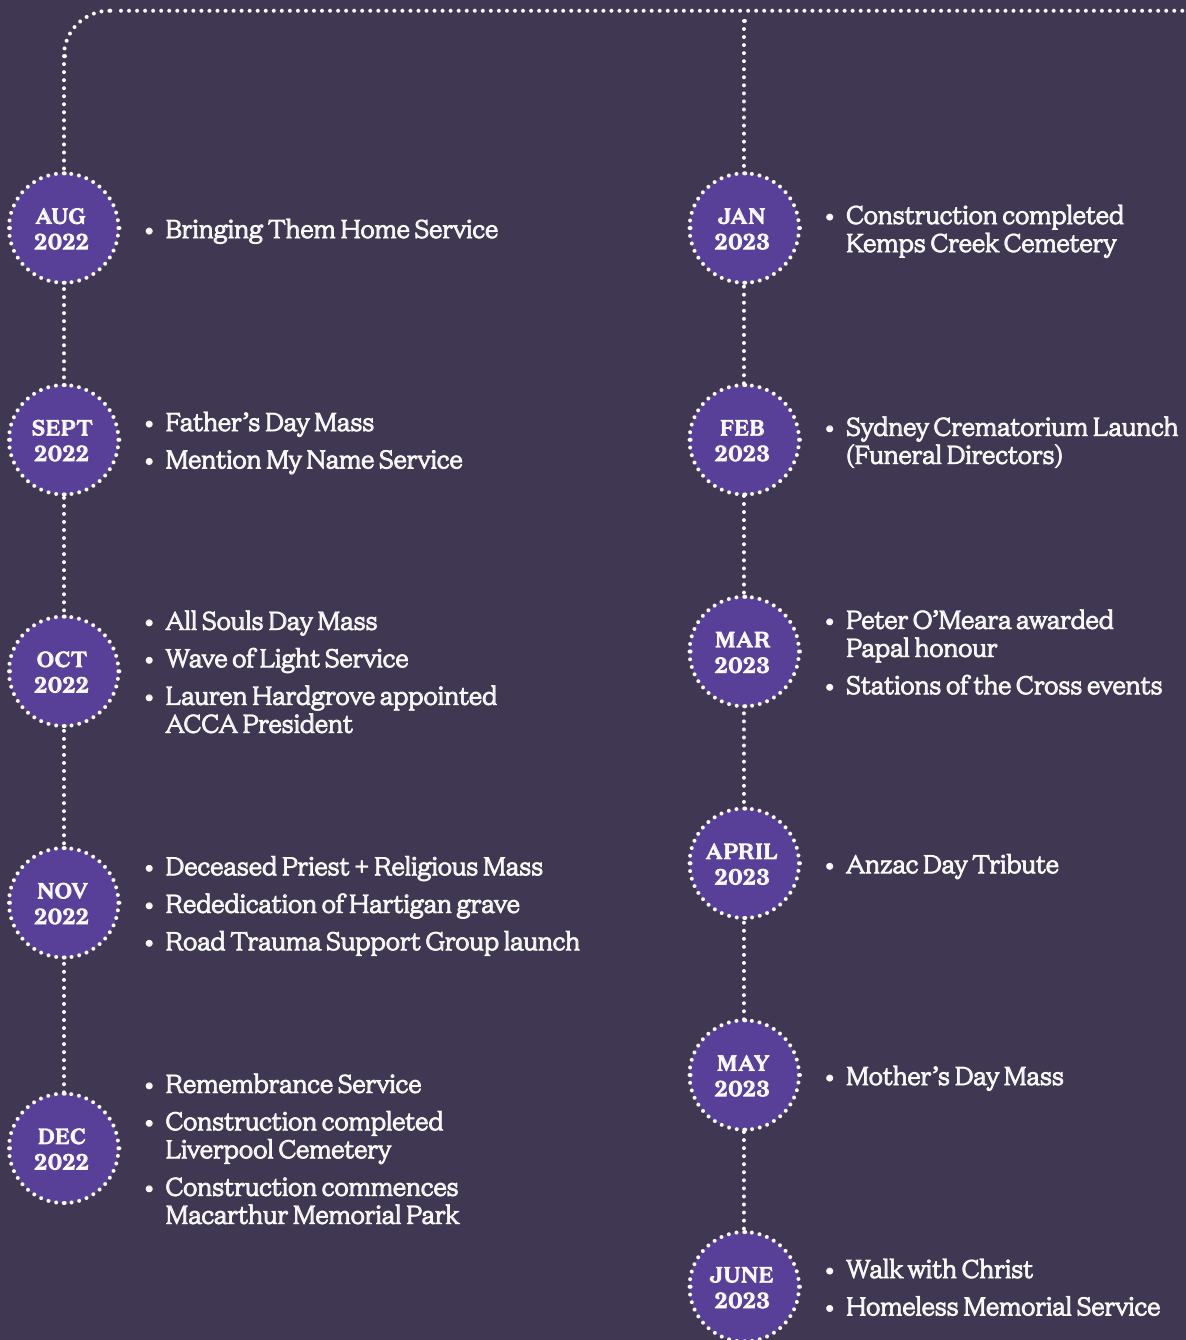 AUG
2022
• Bringing Them Home Service
SEPT
2022
• Father’s Day Mass
• Mention My Name Service
OCT
2022
• All Souls Day Mass
• Wave of Light Service
• Lauren Hardgrove appointed
ACCA President
NOV
2022
• Deceased Priest + Religious Mass
• Rededication of Hartigan grave
• Road Trauma Support Group launch
DEC
2022
• Remembrance Service
• Construction completed
Liverpool Cemetery
• Construction commences
Macarthur Memorial Park
JAN
2023
• Construction completed
Kemps Creek Cemetery
FEB
2023
• Sydney Crematorium Launch
(Funeral Directors)
MAR
2023
• Peter O’Meara awarded
Papal honour
• Stations of the Cross events
APRIL
2023
• Anzac Day Tribute
MAY
2023
• Mother’s Day Mass
JUNE
2023
• Walk with Christ
• Homeless Memorial Service